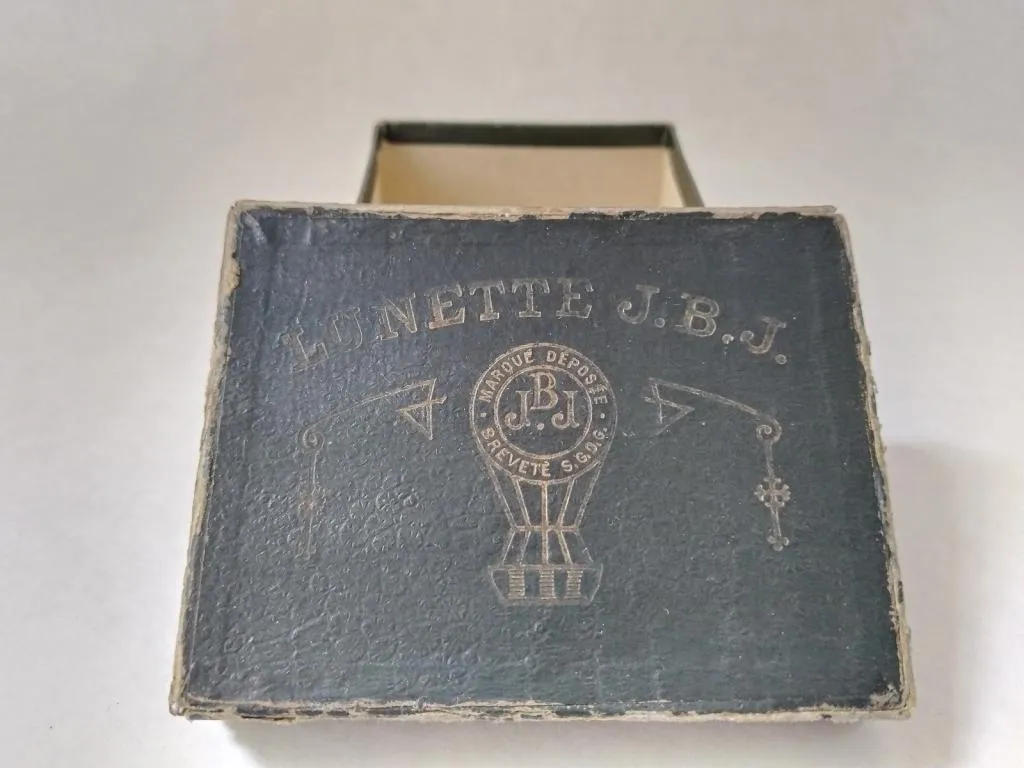 LUNETTE J.B.J.
MARQUE DÉPOSÉE
J.B.J
BREVETÉ S.G.D.G.